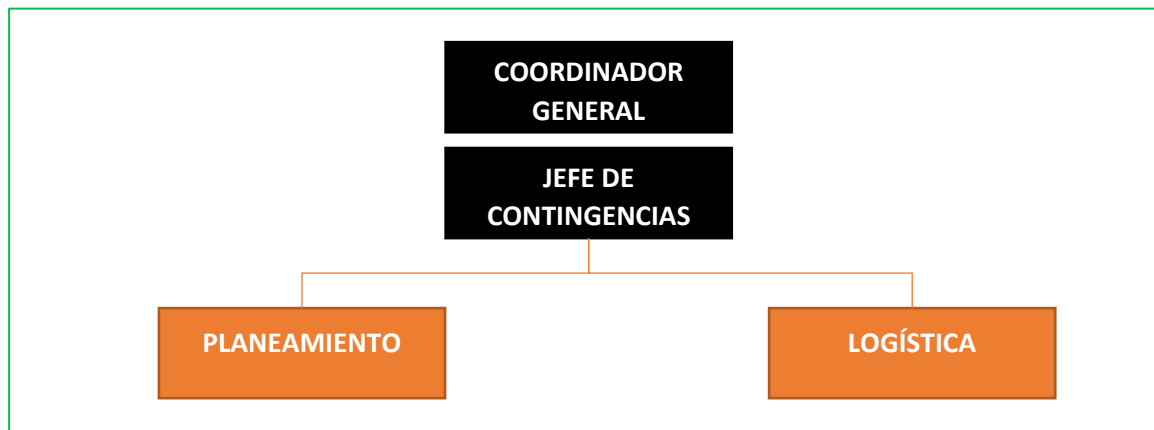 COORDINADOR
GENERAL
JEFE DE
CONTINGENCIAS
PLANEAMIENTO
LOGÍSTICA